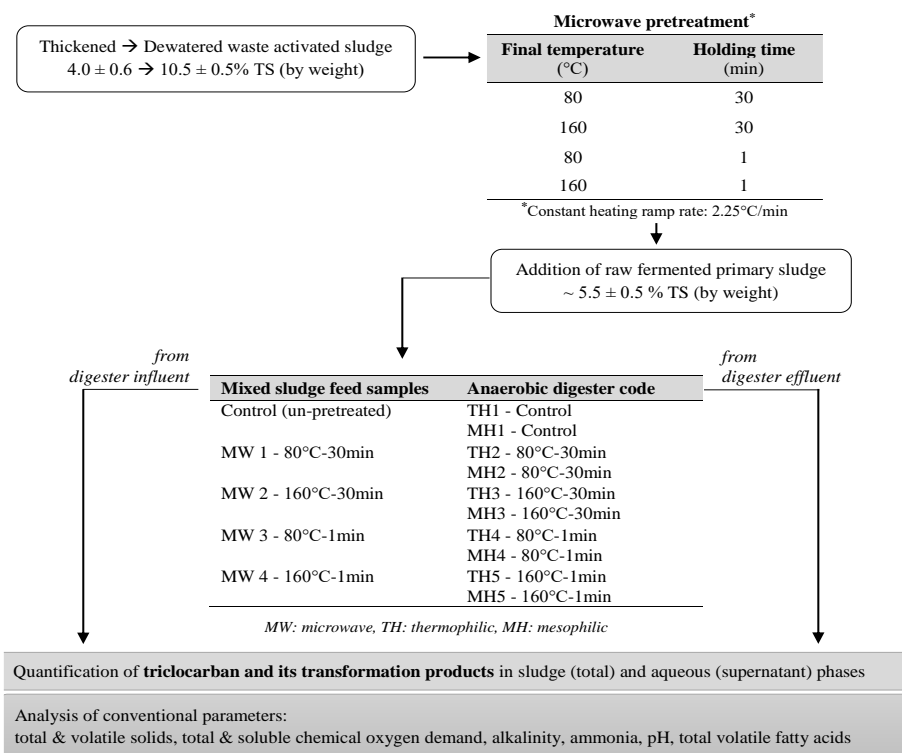 Thickened → Dewatered waste activated sludge
4.0 ± 0.6 → 10.5 ± 0.5% TS (by weight)
Microwave pretreatment*
Final temperature Holding time
(°C) (min)
80 30
160 30
80 1
160 1
*Constant heating ramp rate: 2.25°C/min
Addition of raw fermented primary sludge
~ 5.5 ± 0.5 % TS (by weight)
from
digester influent
from
digester effluent
Mixed sludge feed samples Anaerobic digester code
Control (un-pretreated) TH1 - Control
MH1 - Control
MW 1 - 80°C-30min TH2 - 80°C-30min
MH2 - 80°C-30min
MW 2 - 160°C-30min TH3 - 160°C-30min
MH3 - 160°C-30min
MW 3 - 80°C-1min TH4 - 80°C-1min
MH4 - 80°C-1min
MW 4 - 160°C-1min TH5 - 160°C-1min
MH5 - 160°C-1min
MW: microwave, TH: thermophilic, MH: mesophilic
Quantification of triclocarban and its transformation products in sludge (total) and aqueous (supernatant) phases
Analysis of conventional parameters:
total & volatile solids, total & soluble chemical oxygen demand, alkalinity, ammonia, pH, total volatile fatty acids